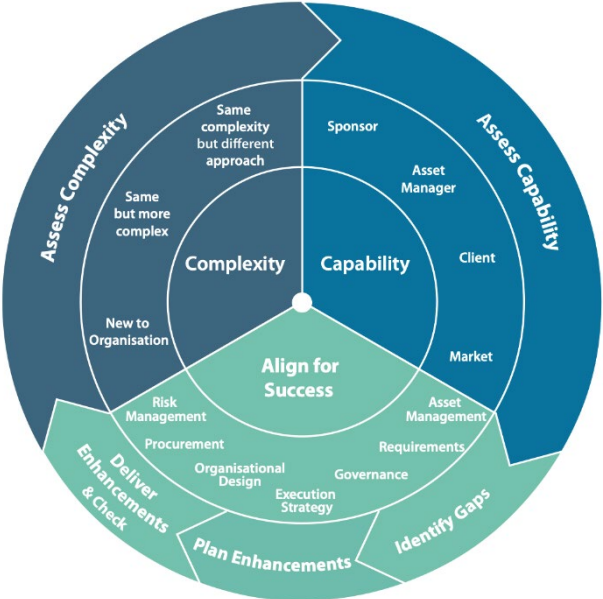 Assess Complexity
Same
complexity
but different
approach
Same
but more
complex
New to
Organisation
Complexity
Assess Capability
Sponsor
Asset
Manager
Client
Market
Capability
Align for
Success
Asset
Management
Requirements
Governance
Execution
Strategy
Organisational
Design
Procurement
Risk
Management
Identify Gaps
Plan Enhancements
Deliver
Enhancements
& Check